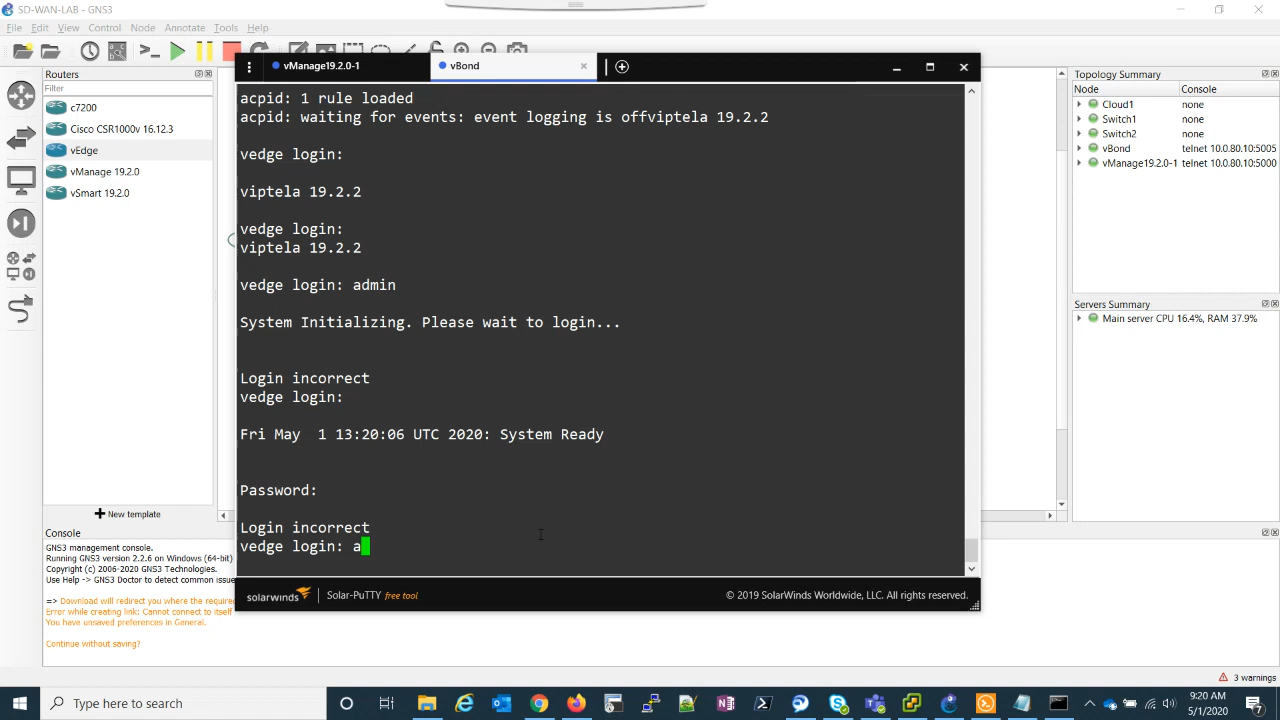 SD-WAN-LAB - GNS3
File Edit View Control Node Annotate Tools Help
Routers
Filter
c7200
Cisco CSR1000v 16.12.3
vEdge
vManage 19.2.0
vSmart 19.2.0
New template
vManage19.2.0-1
vBond
acpid: 1 rule loaded
acpid: waiting for events: event logging is offviptela 19.2.2
vedge login:
viptela 19.2.2
vedge login:
viptela 19.2.2
vedge login: admin
System Initializing. Please wait to login...
Login incorrect
vedge login:
Fri May  1 13:20:06 UTC 2020: System Ready
Password:
Login incorrect
vedge login: a
solarwinds
Solar-PuTTY free tool
© 2019 SolarWinds Worldwide, LLC. All rights reserved.
Topology Summary
Node Console
Cloud1 none
Switch1 none
Switch2 none
vBond telnet 10.0.80.10:5005
vManage19.2.0-1 telnet 10.0.80.10:5000
Servers Summary
Main server CPU 16.4%, RAM 37.9%
Console
GNS3 management console.
Running GNS3 version 2.2.6 on Windows (64-bit)
Copyright (c) 2006-2020 GNS3 Technologies.
Use Help -> GNS3 Doctor to detect common issue
=> Download will redirect you where the require
Error while creating link: Cannot connect to itself
You have unsaved preferences in General.
Continue without saving?
3 warnings
Type here to search
9:20 AM
5/1/2020